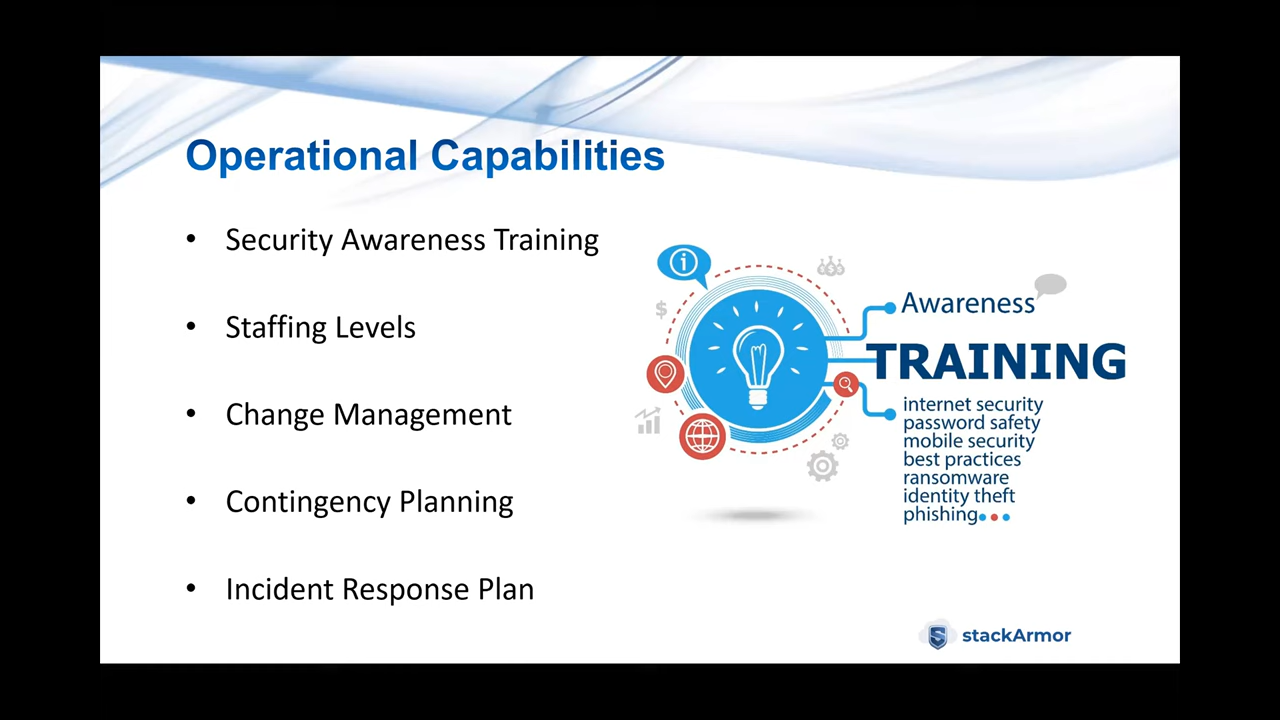 Operational Capabilities
• Security Awareness Training
• Staffing Levels
• Change Management
• Contingency Planning
• Incident Response Plan
Awareness
TRAINING
internet security
password safety
mobile security
best practices
ransomware
identity theft
phishing
stackArmor